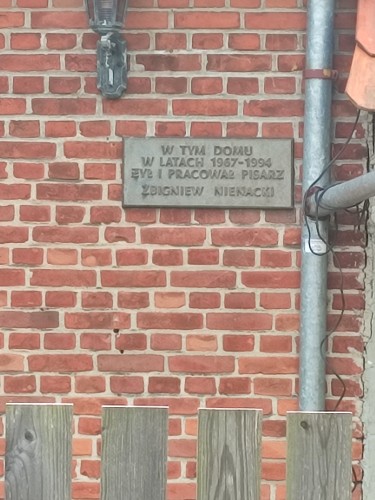 W TYM DOMU
W LATACH 1967-1994
ŻYŁ I PRACOWAŁ PISARZ
ZBIGNIEW NIENACKI